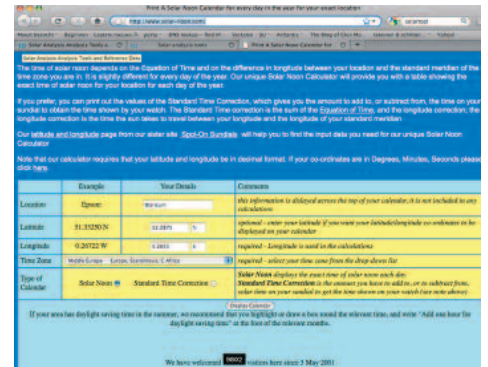 Print A Solar Noon Calendar for every day in the year for your exact location
http://www.solar-noon.com/
Solar Analysis Analysis Tools and Reference Data
The time of solar noon depends on the Equation of Time and on the difference in longitude between your location and the standard meridian of the
time zone you are in. It is slightly different for every day of the year. Our unique Solar Noon Calculator will provide you with a table showing the
exact time of solar noon for your location for each day of the year.
If you prefer, you can print out the values of the Standard Time Correction, which gives you the amount to add to, or subtract from, the time on your
sundial to obtain the time shown by your watch. The Standard Time correction is the sum of the Equation of Time, and the longitude correction; the
longitude correction is the time the sun takes to travel between your longitude and the longitude of your standard meridian.
Our latitude and longitude page from our sister site Spot-On Sundials will help you to find the input data you need for our unique Solar Noon
Calculator
Note that our calculator requires that your latitude and longitude be in decimal format. If your co-ordinates are in Degrees, Minutes, Seconds please
click here.
Example Your Details Comments
Location Epsom this information is dislayed across the top of your calendar, it is not included in any
calculations
Latitude 51.33250 N optional - enter your latitude if you want your latitude/longitude co-ordinates to be
displayed on your calendar
Longitude 0.26722 W required - Longitude is used in the calculations
Time Zone Middle Europe required - select your time zone from the drop-down list
Type of
Calendar Solar Noon Standard Time Correction Solar Noon displays the exact time of solar noon each day.
Standard Time Correction is the amount you have to add to, or to subtract from,
solar time on your sundial to get the time shown on your watch (see note above)
Display Calendar
If your area has daylight saving time in the summer, we recommend that you highlight or draw a box round the relevant time, and write "Add one hour for
daylight saving time" at the foot of the relevant months.
We have welcomed visitors here since 3 May 2001